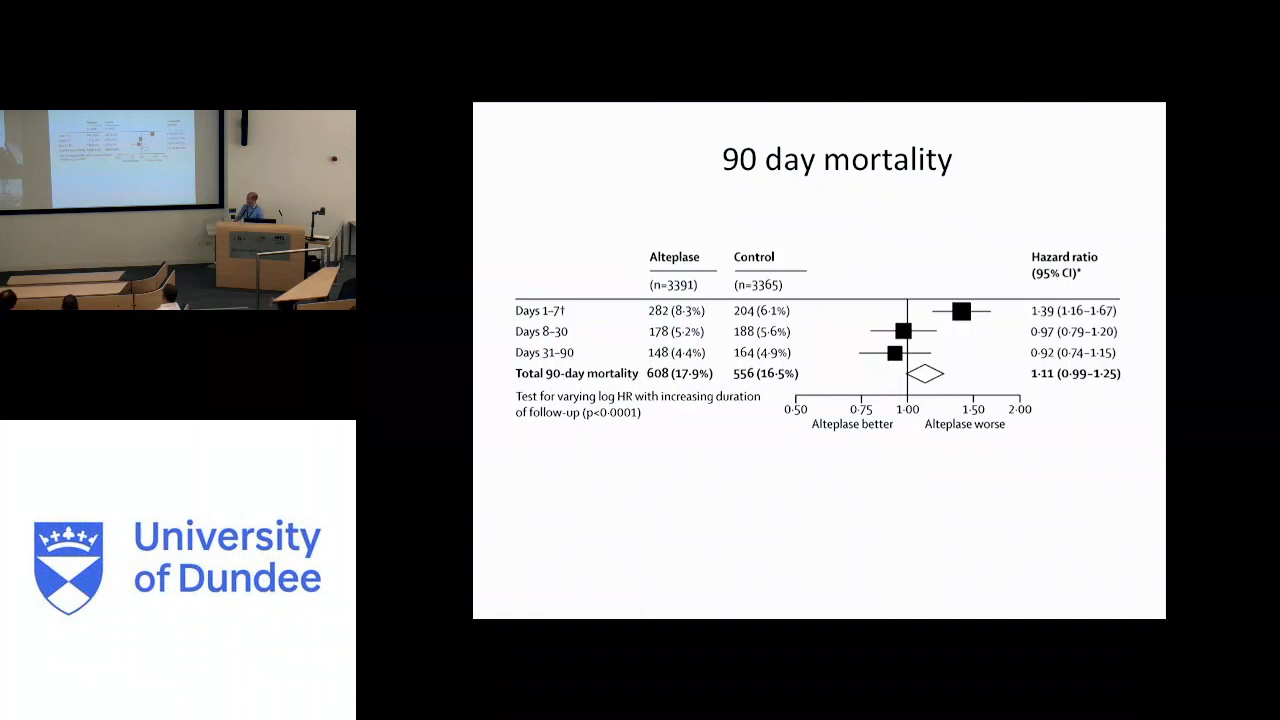 90 day mortality
Alteplase Control Hazard ratio
(95% CI)*
(n=3391) (n=3365)
Days 1–7† 282 (8·3%) 204 (6·1%) 1·39 (1·16–1·67)
Days 8–30 178 (5·2%) 188 (5·6%) 0·97 (0·79–1·20)
Days 31–90 148 (4·4%) 164 (4·9%) 0·92 (0·74–1·15)
Total 90-day mortality 608 (17·9%) 556 (16·5%) 1·11 (0·99–1·25)
Test for varying log HR with increasing duration
of follow-up (p<0·0001)
0·50 0·75 1·00 1·50 2·00
Alteplase better Alteplase worse
University
of Dundee